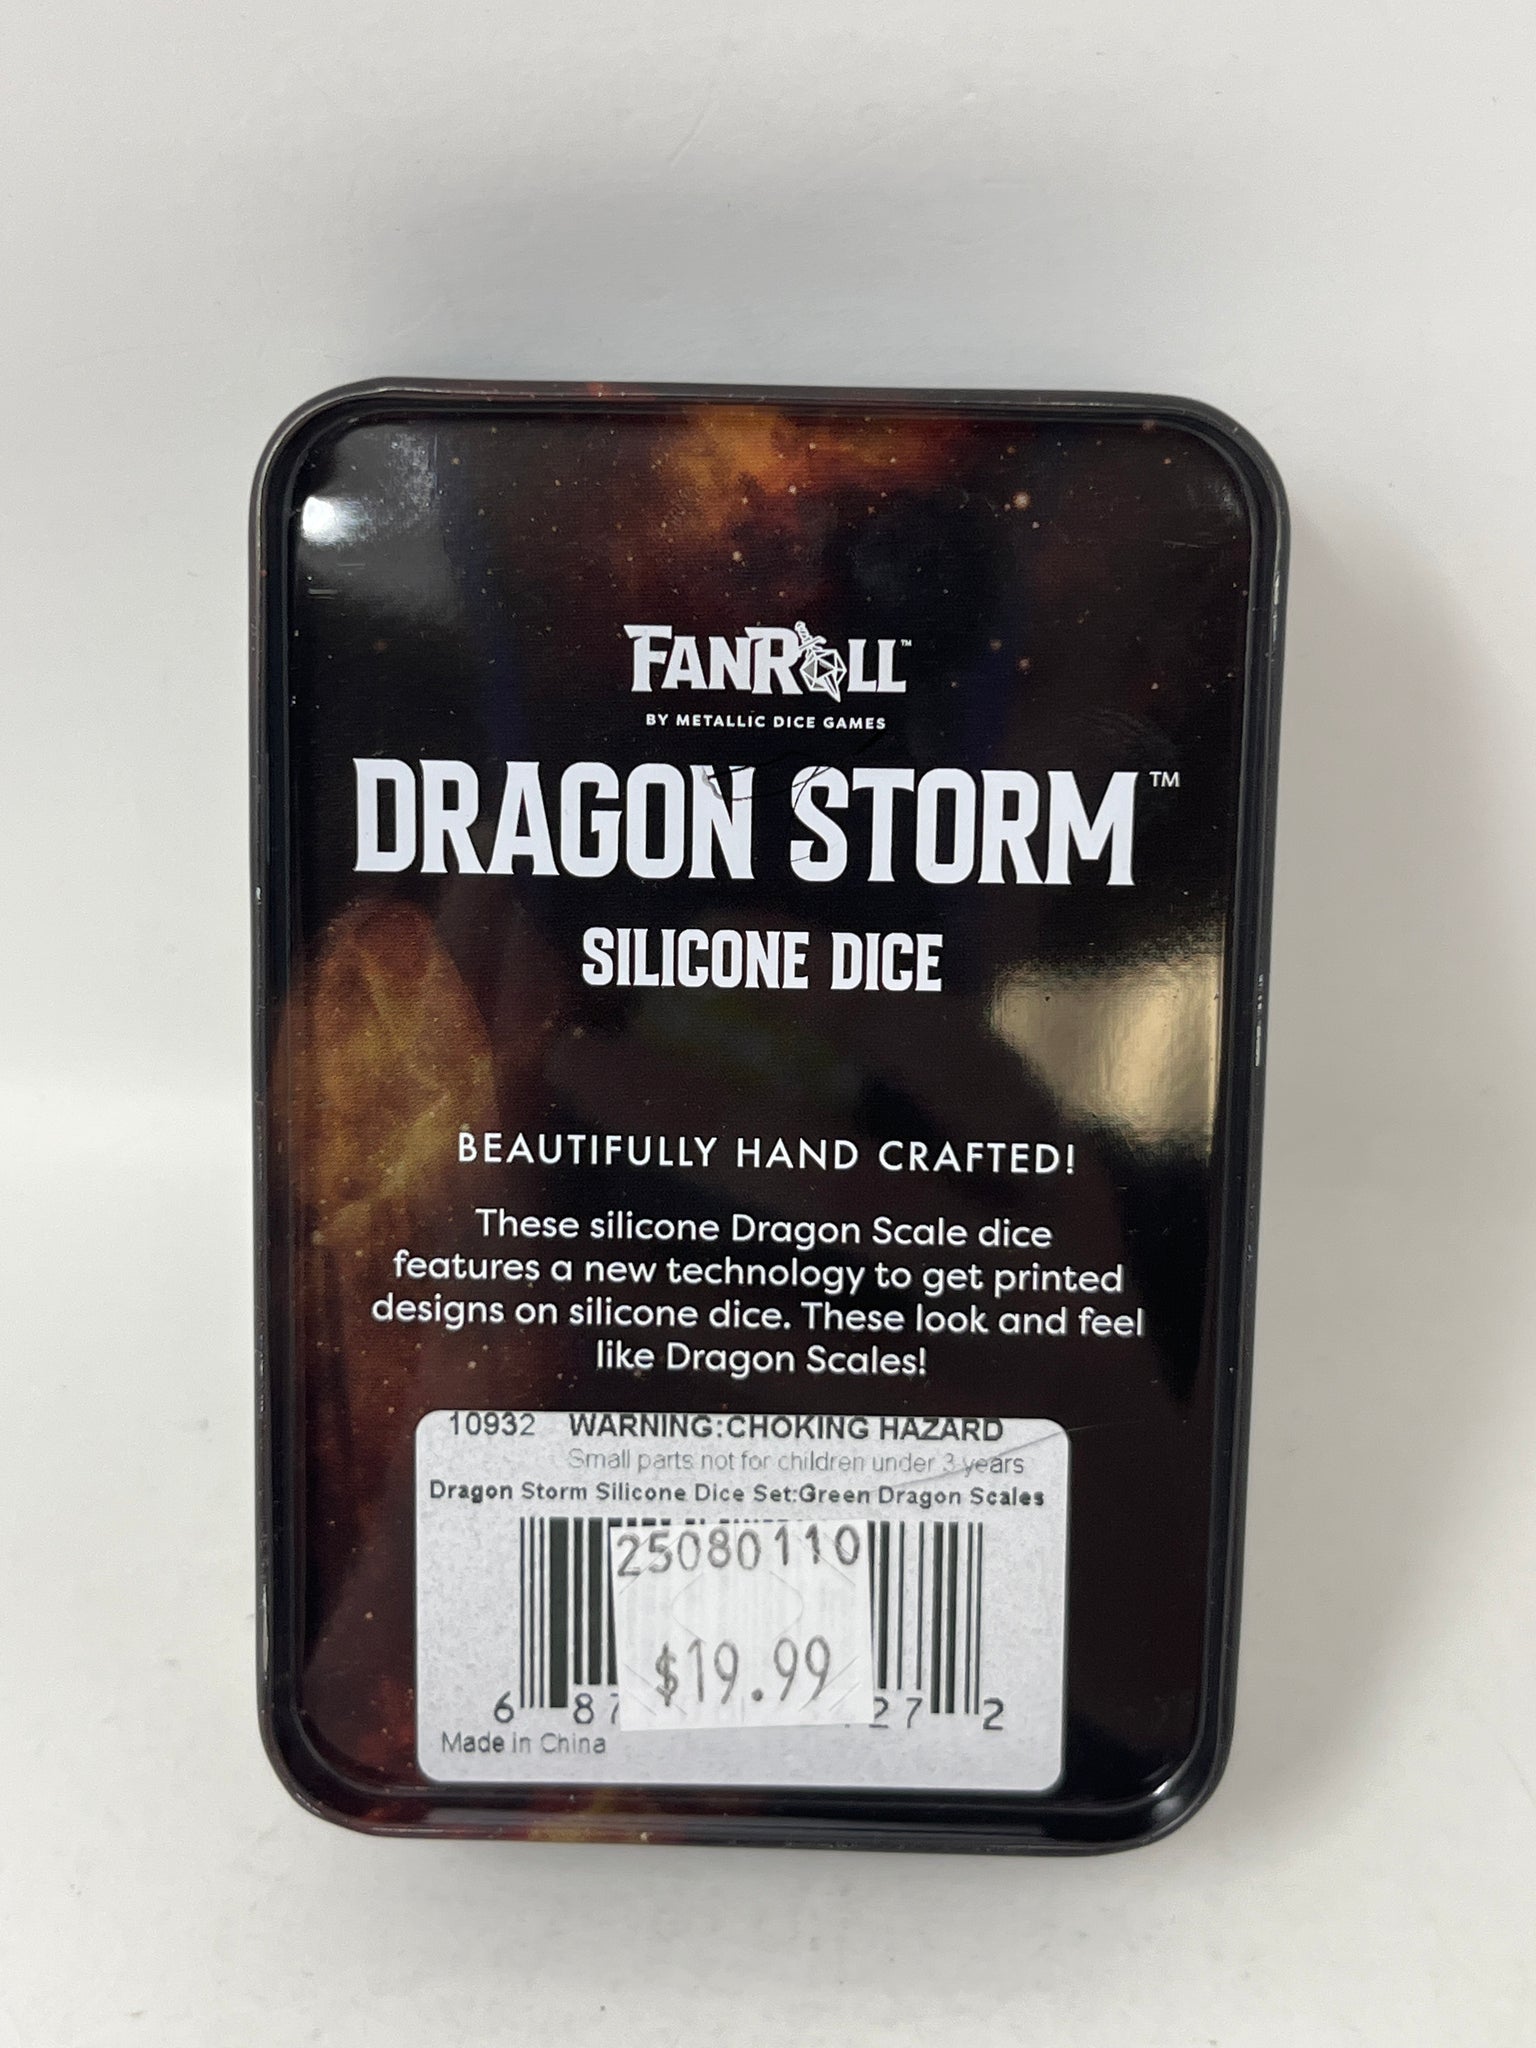 FANROLL™
BY METALLIC DICE GAMES
DRAGON STORM™
SILICONE DICE
BEAUTIFULLY HAND CRAFTED!
These silicone Dragon Scale dice
features a new technology to get printed
designs on silicone dice. These look and feel
like Dragon Scales!
10932 WARNING:CHOKING HAZARD
Small parts not for children under 3 years
Dragon Storm Silicone Dice Set:Green Dragon Scales
25080110
$19.99
6 87 27 2
Made in China